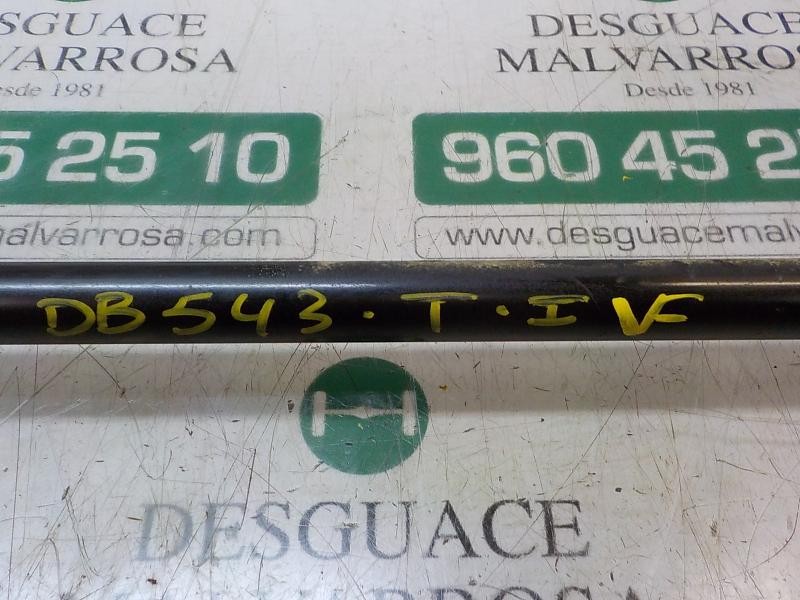 DESGUACE
MALVARROSA
Desde 1981
5 25 10
malvarrosa.com
DESGUACE
MALVARROS
Desde 1981
960 45 2
www.desguacemalv
DB543·T·I
DESGUACE
MALVARROSA